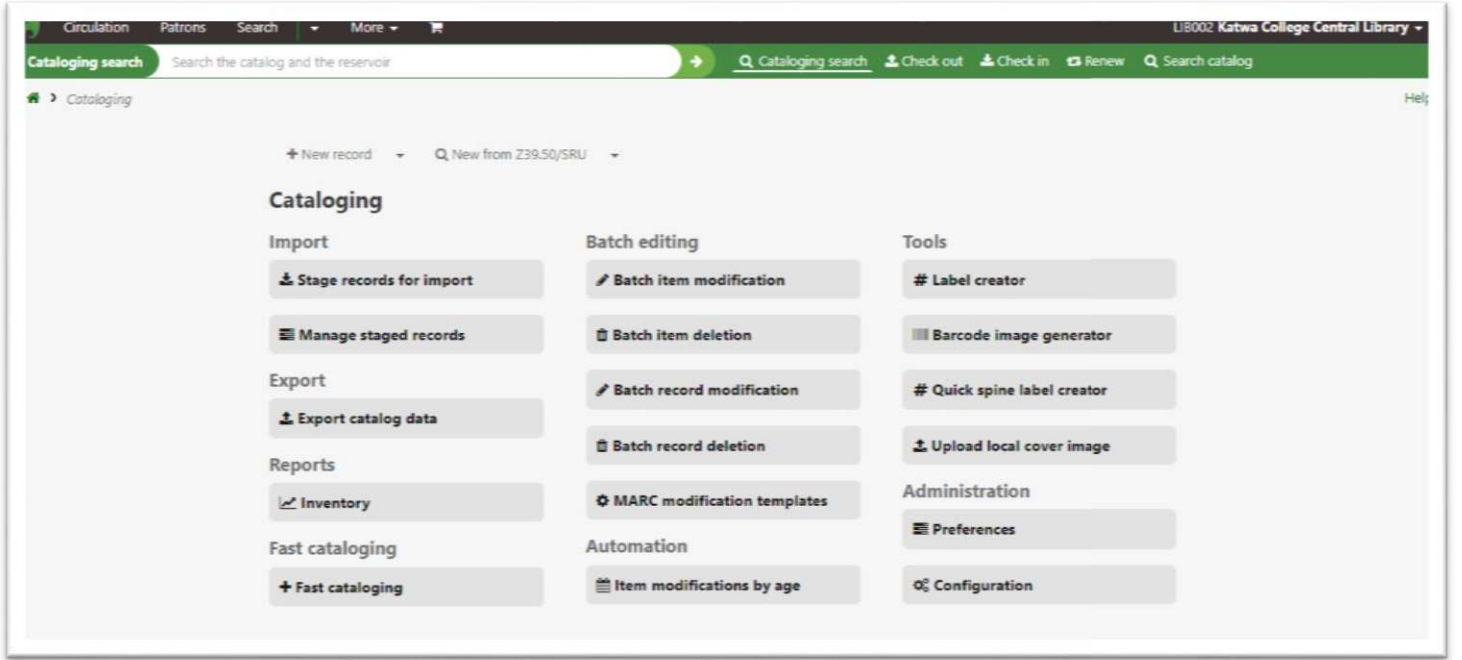 Circulation Patrons Search More LIB002 Katwa College Central Library
Cataloging search Search the catalog and the reservoir Cataloging search Check out Check in Renew Search catalog
Cataloging Help
+ New record New from Z39.50/SRU
Cataloging
Import
Stage records for import
Manage staged records
Export
Export catalog data
Reports
Inventory
Fast cataloging
+ Fast cataloging
Batch editing
Batch item modification
Batch item deletion
Batch record modification
Batch record deletion
MARC modification templates
Automation
Item modifications by age
Tools
# Label creator
Barcode image generator
# Quick spine label creator
Upload local cover image
Administration
Preferences
Configuration